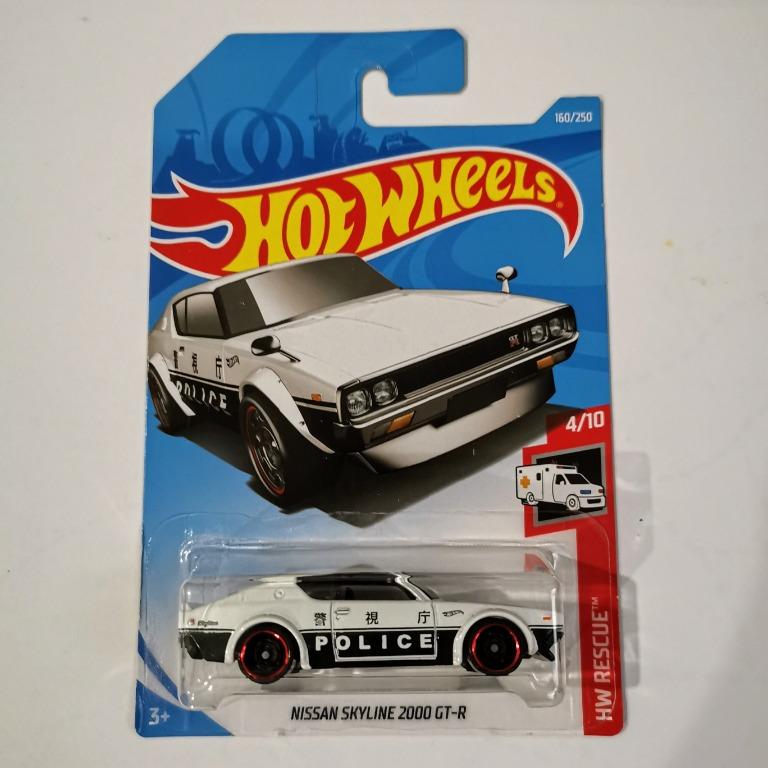 160/250
HOT WHEELS
警視庁
POLICE
4/10
警視庁
POLICE
Skyline
HW RESCUE™
3+
NISSAN SKYLINE 2000 GT-R